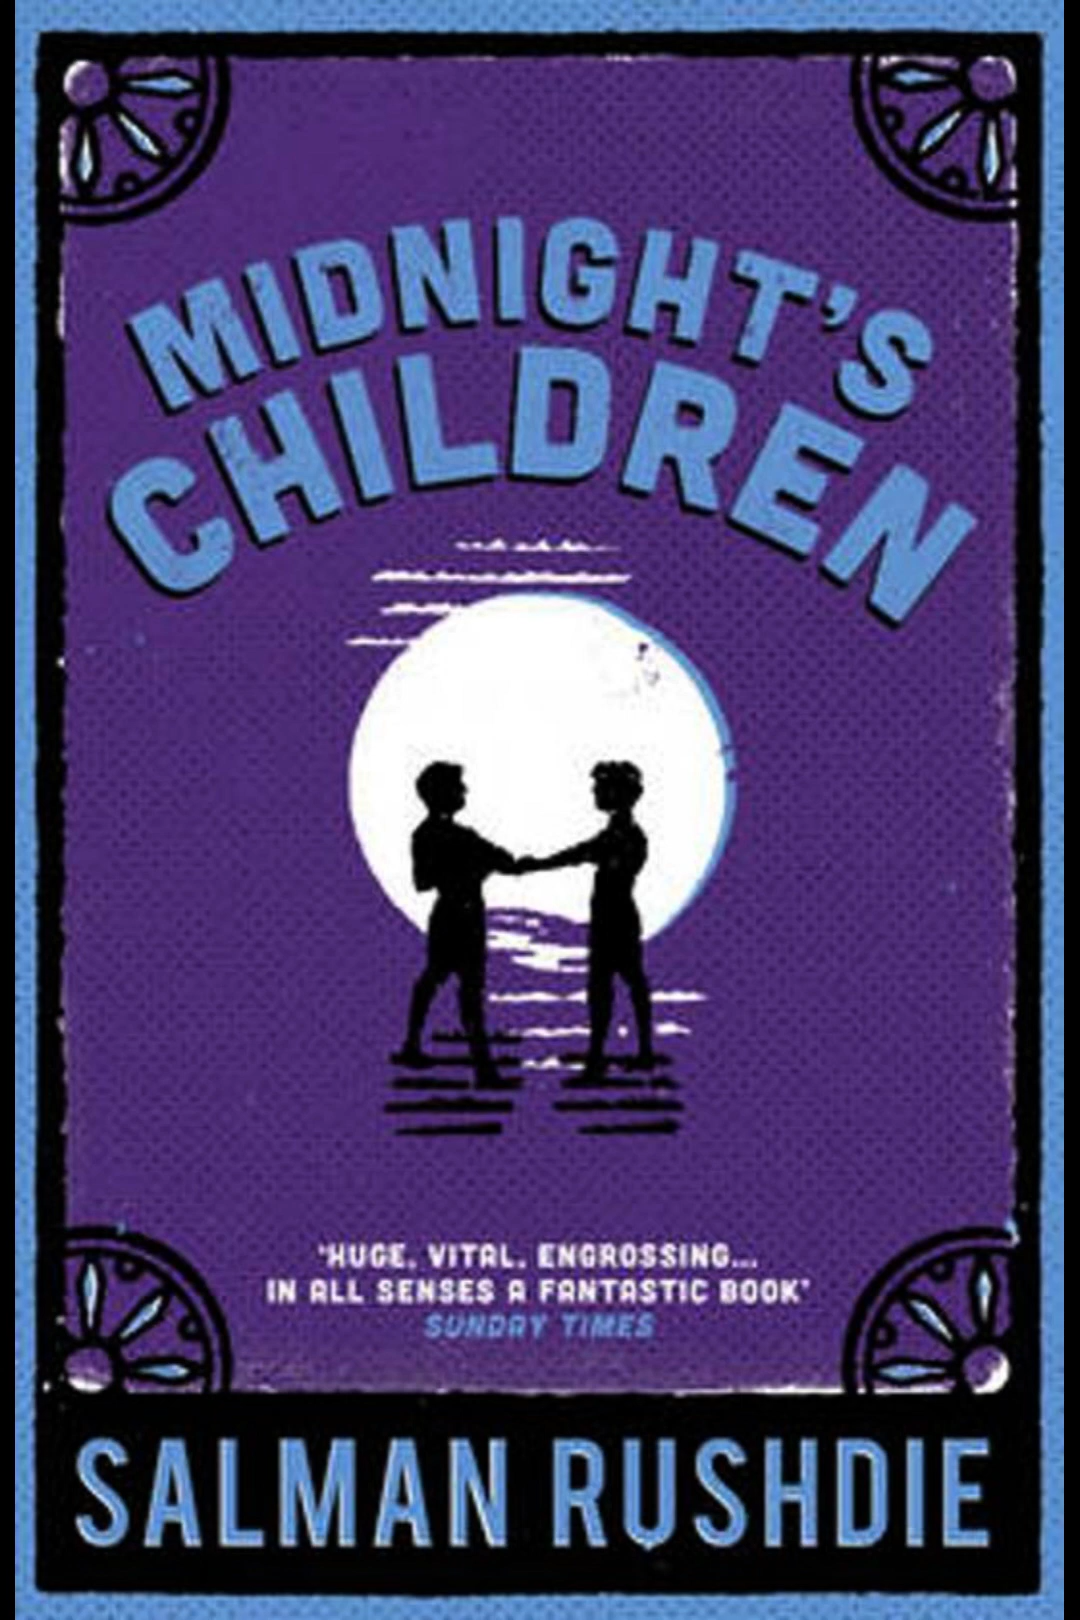 MIDNIGHT'S
CHILDREN
'HUGE. VITAL. ENGROSSING...
IN ALL SENSES A FANTASTIC BOOK'
SUNDAY TIMES
SALMAN RUSHDIE